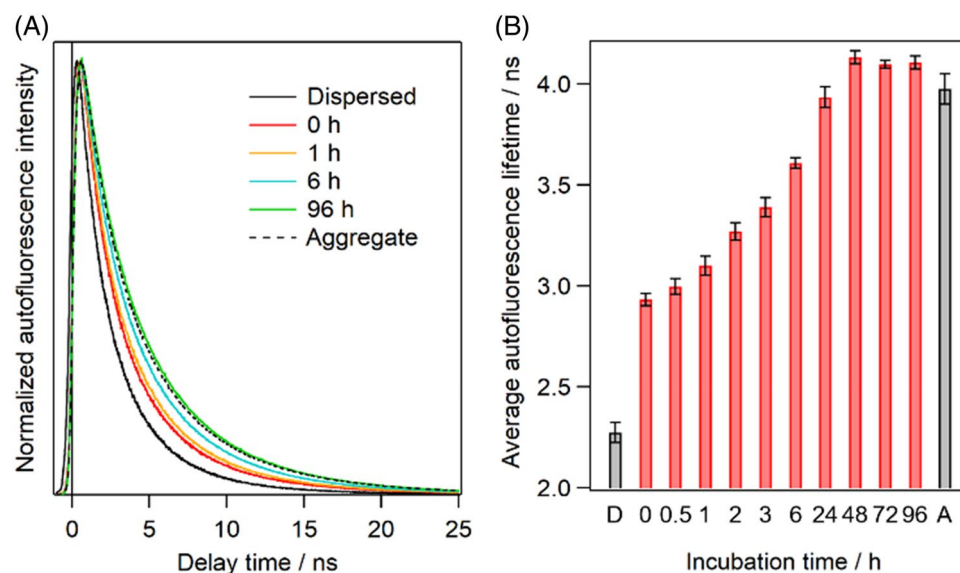 (A)
Normalized autofluorescence intensity
Dispersed
0 h
1 h
6 h
96 h
Aggregate
0 5 10 15 20 25
Delay time / ns
(B)
Average autofluorescence lifetime / ns
4.0
3.5
3.0
2.5
2.0
D 0 0.5 1 2 3 6 24 48 72 96 A
Incubation time / h